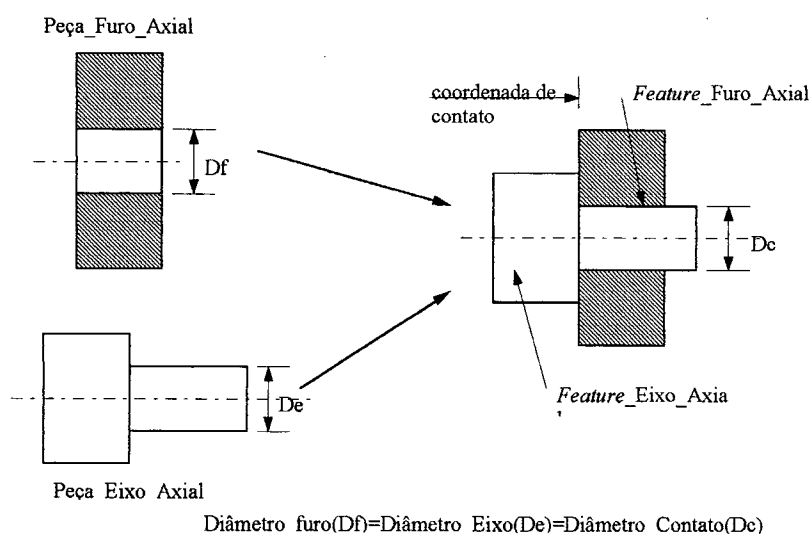 Peça_Furo_Axial
Df
coordenada de
contato
Feature_Furo_Axial
Dc
De
Feature_Eixo_Axia
Peça Eixo Axial
Diâmetro furo(Df)=Diâmetro Eixo(De)=Diâmetro Contato(Dc)